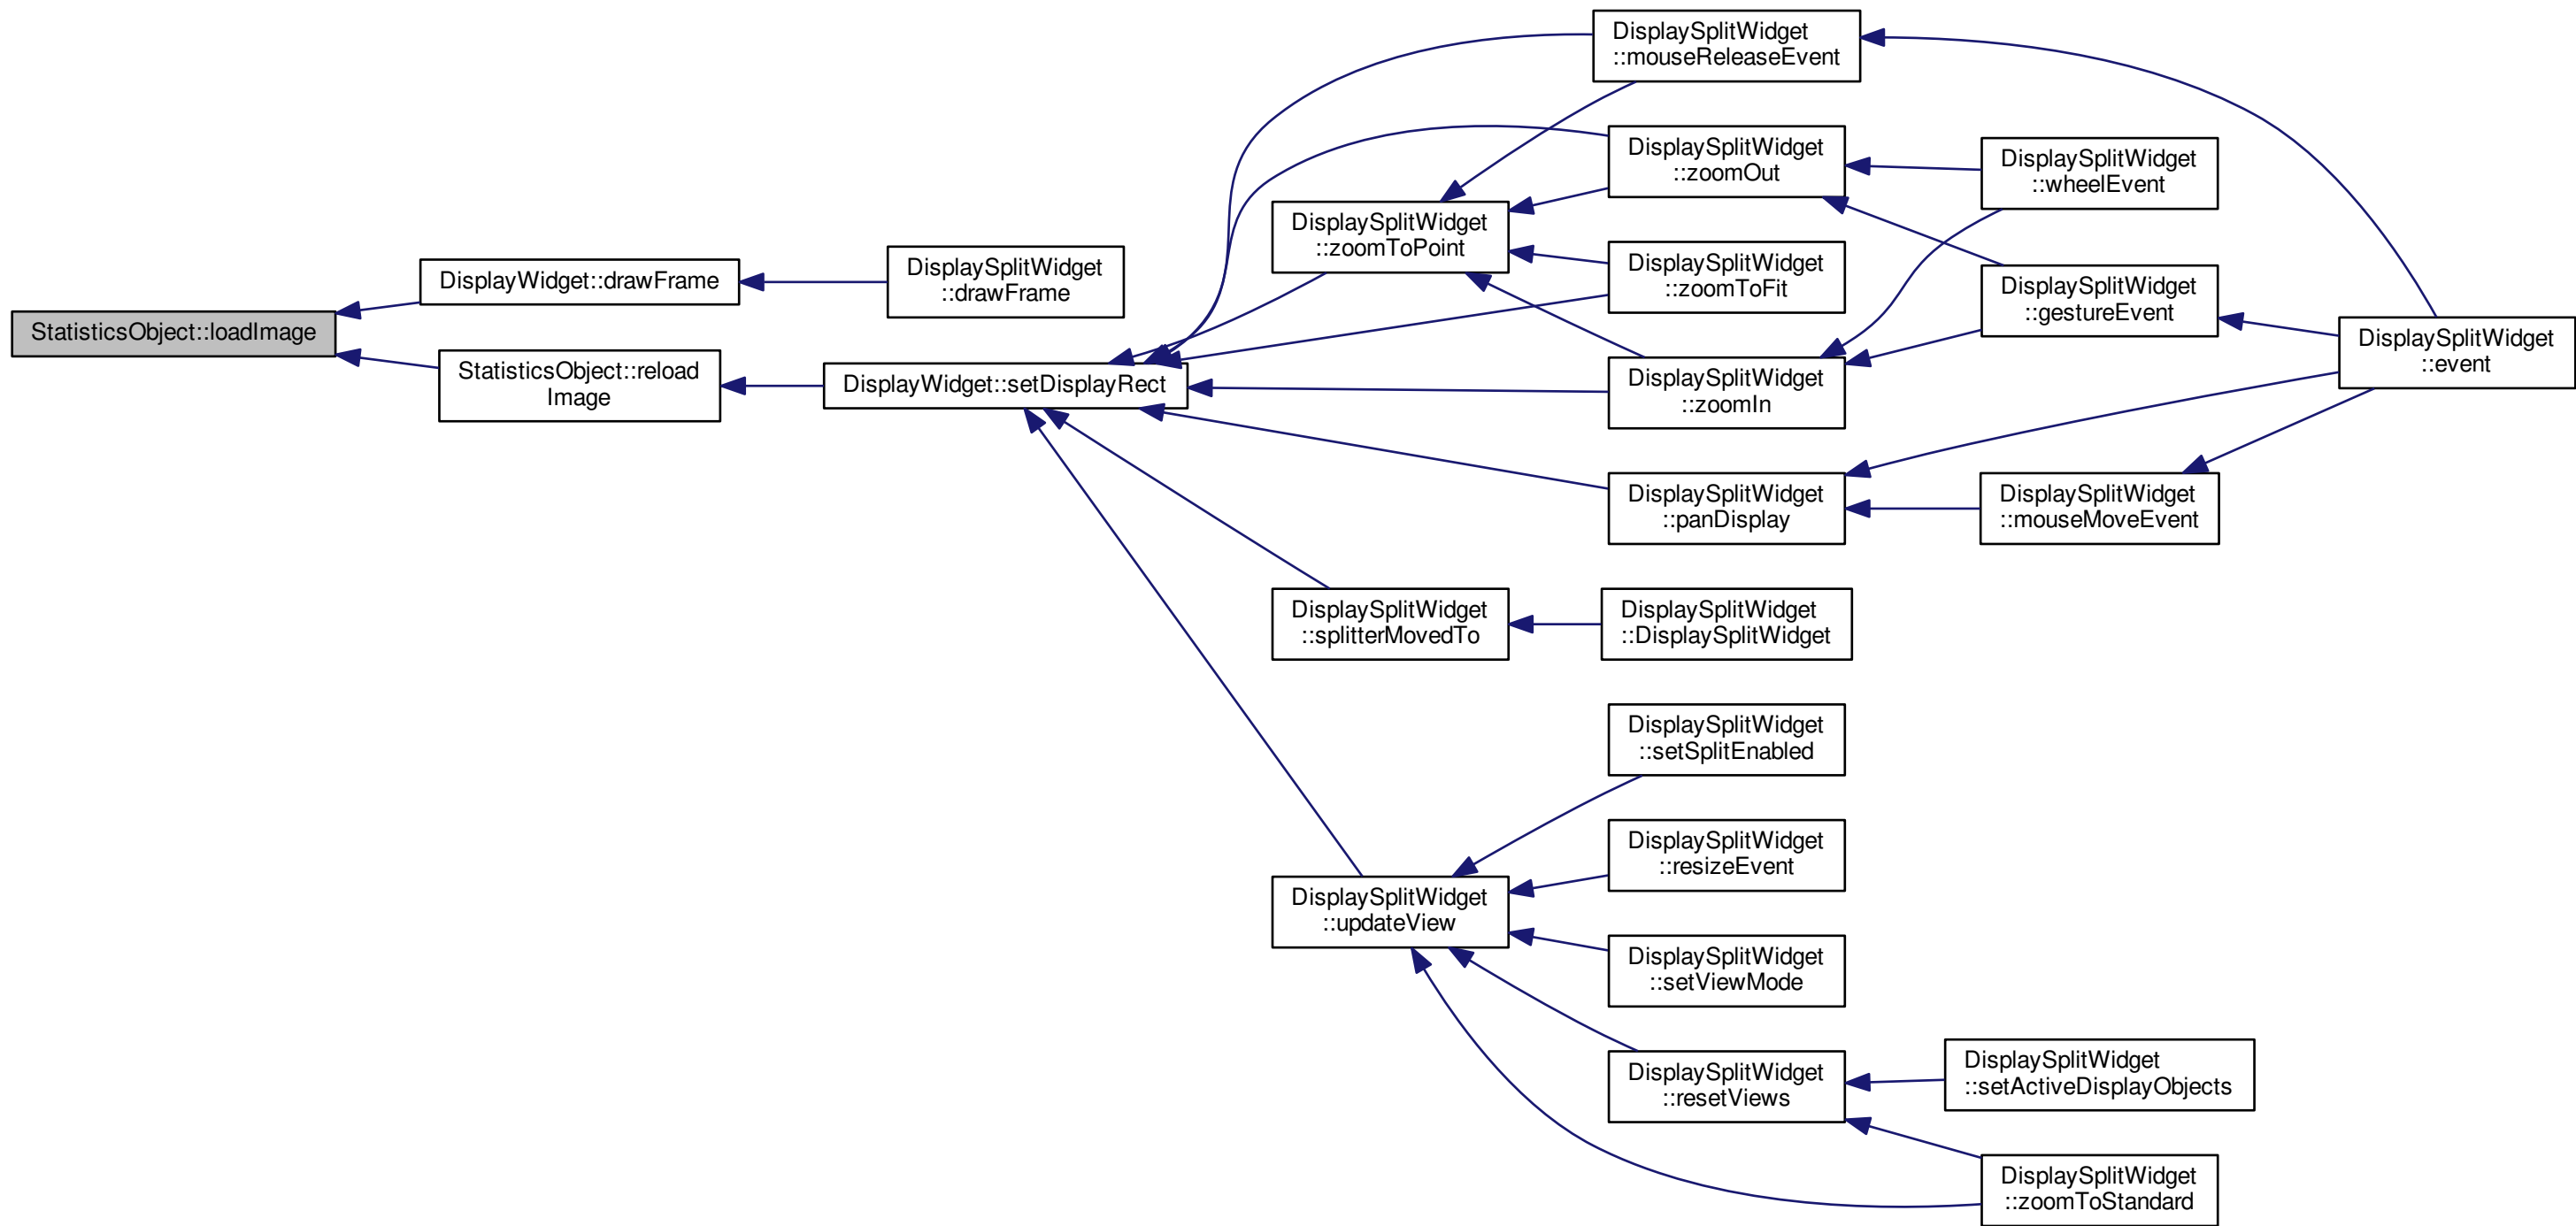 StatisticsObject::loadImage
DisplayWidget::drawFrame
DisplaySplitWidget
::drawFrame
StatisticsObject::reload
Image
DisplayWidget::setDisplayRect
DisplaySplitWidget
::mouseReleaseEvent
DisplaySplitWidget
::zoomToPoint
DisplaySplitWidget
::zoomOut
DisplaySplitWidget
::zoomToFit
DisplaySplitWidget
::zoomIn
DisplaySplitWidget
::panDisplay
DisplaySplitWidget
::wheelEvent
DisplaySplitWidget
::gestureEvent
DisplaySplitWidget
::mouseMoveEvent
DisplaySplitWidget
::event
DisplaySplitWidget
::splitterMovedTo
DisplaySplitWidget
::DisplaySplitWidget
DisplaySplitWidget
::updateView
DisplaySplitWidget
::setSplitEnabled
DisplaySplitWidget
::resizeEvent
DisplaySplitWidget
::setViewMode
DisplaySplitWidget
::resetViews
DisplaySplitWidget
::setActiveDisplayObjects
DisplaySplitWidget
::zoomToStandard